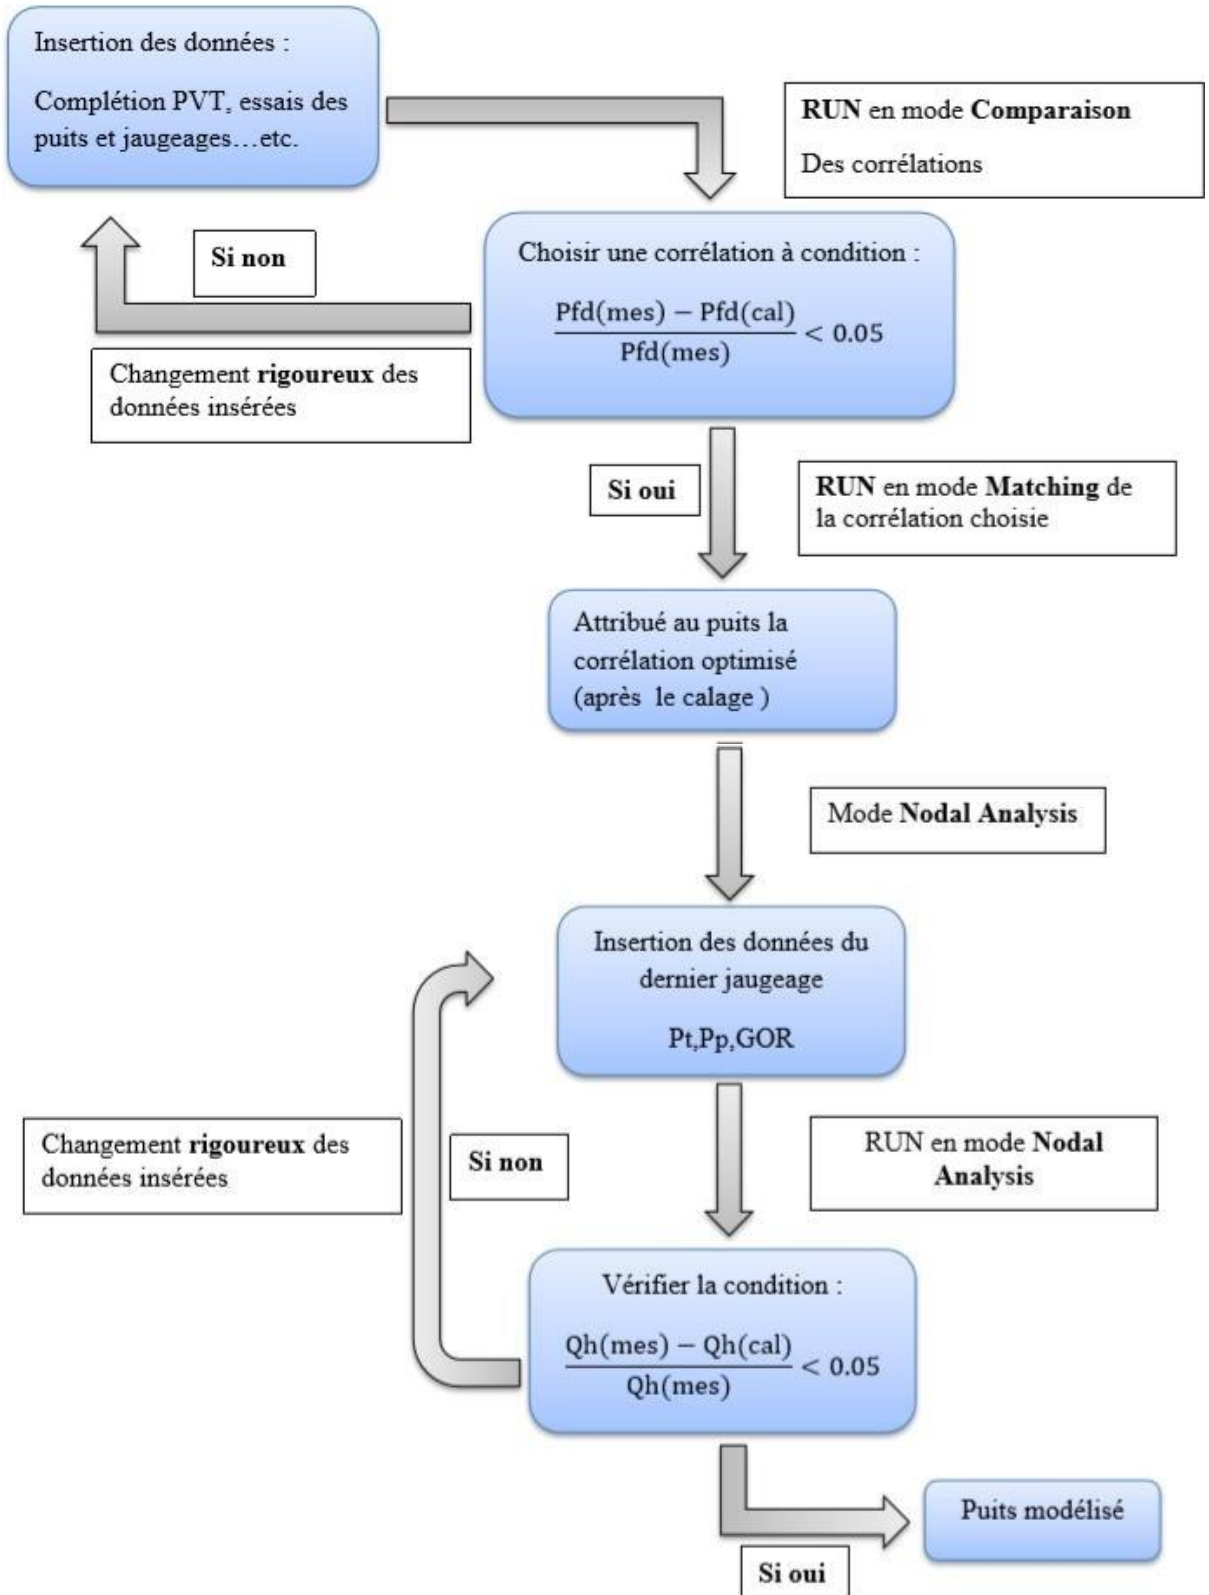 Insertion des données :
Complétion PVT, essais des
puits et jaugeages…etc.
RUN en mode Comparaison
Des corrélations
Si non
Choisir une corrélation à condition :
Pfd(mes) − Pfd(cal)
Pfd(mes)
< 0.05
Changement rigoureux des
données insérées
Si oui
RUN en mode Matching de
la corrélation choisie
Attribué au puits la
corrélation optimisé
(après le calage )
Mode Nodal Analysis
Insertion des données du
dernier jaugeage
Pt,Pp,GOR
Changement rigoureux des
données insérées
Si non
RUN en mode Nodal
Analysis
Vérifier la condition :
Qh(mes) − Qh(cal)
Qh(mes)
< 0.05
Puits modélisé
Si oui